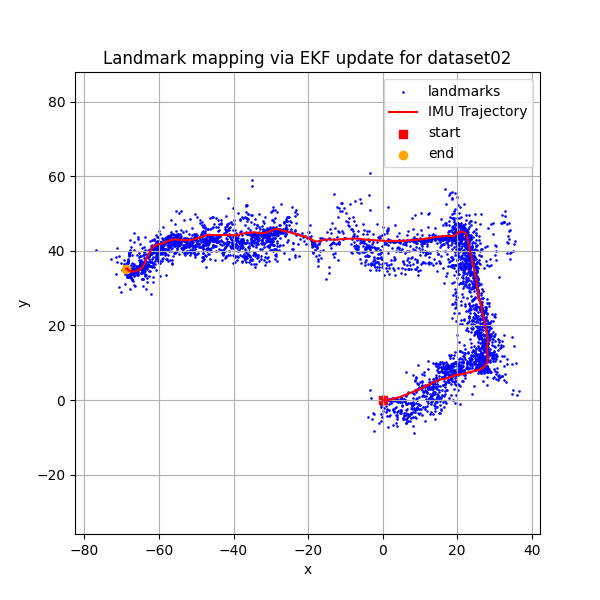 Landmark mapping via EKF update for dataset02
landmarks
IMU Trajectory
start
end
80
60
40
20
0
−20
y
−80 −60 −40 −20 0 20 40
x